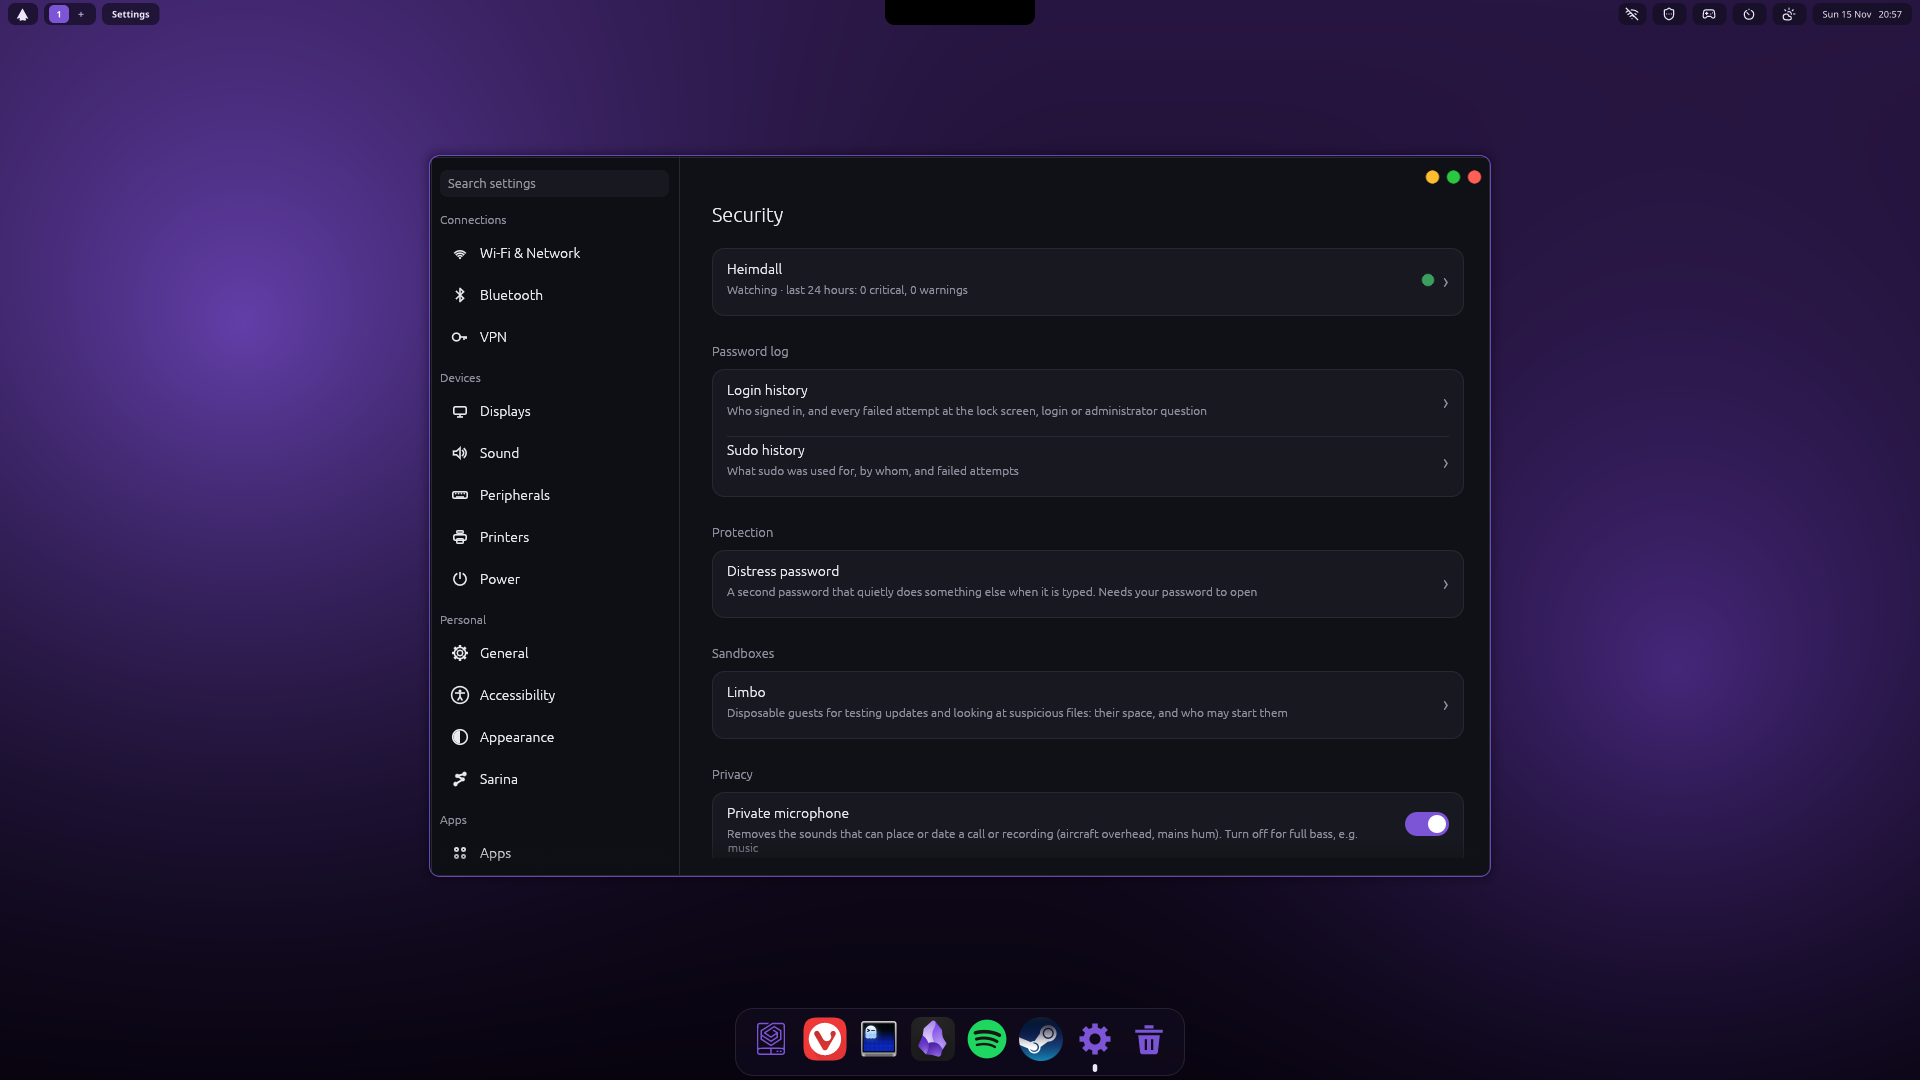 1 + Settings
Sun 15 Nov 20:57
Search settings
Connections
Wi-Fi & Network
Bluetooth
VPN
Devices
Displays
Sound
Peripherals
Printers
Power
Personal
General
Accessibility
Appearance
Sarina
Apps
Apps
Security
Heimdall
Watching · last 24 hours: 0 critical, 0 warnings
Password log
Login history
Who signed in, and every failed attempt at the lock screen, login or administrator question
Sudo history
What sudo was used for, by whom, and failed attempts
Protection
Distress password
A second password that quietly does something else when it is typed. Needs your password to open
Sandboxes
Limbo
Disposable guests for testing updates and looking at suspicious files: their space, and who may start them
Privacy
Private microphone
Removes the sounds that can place or date a call or recording (aircraft overhead, mains hum). Turn off for full bass, e.g.
music